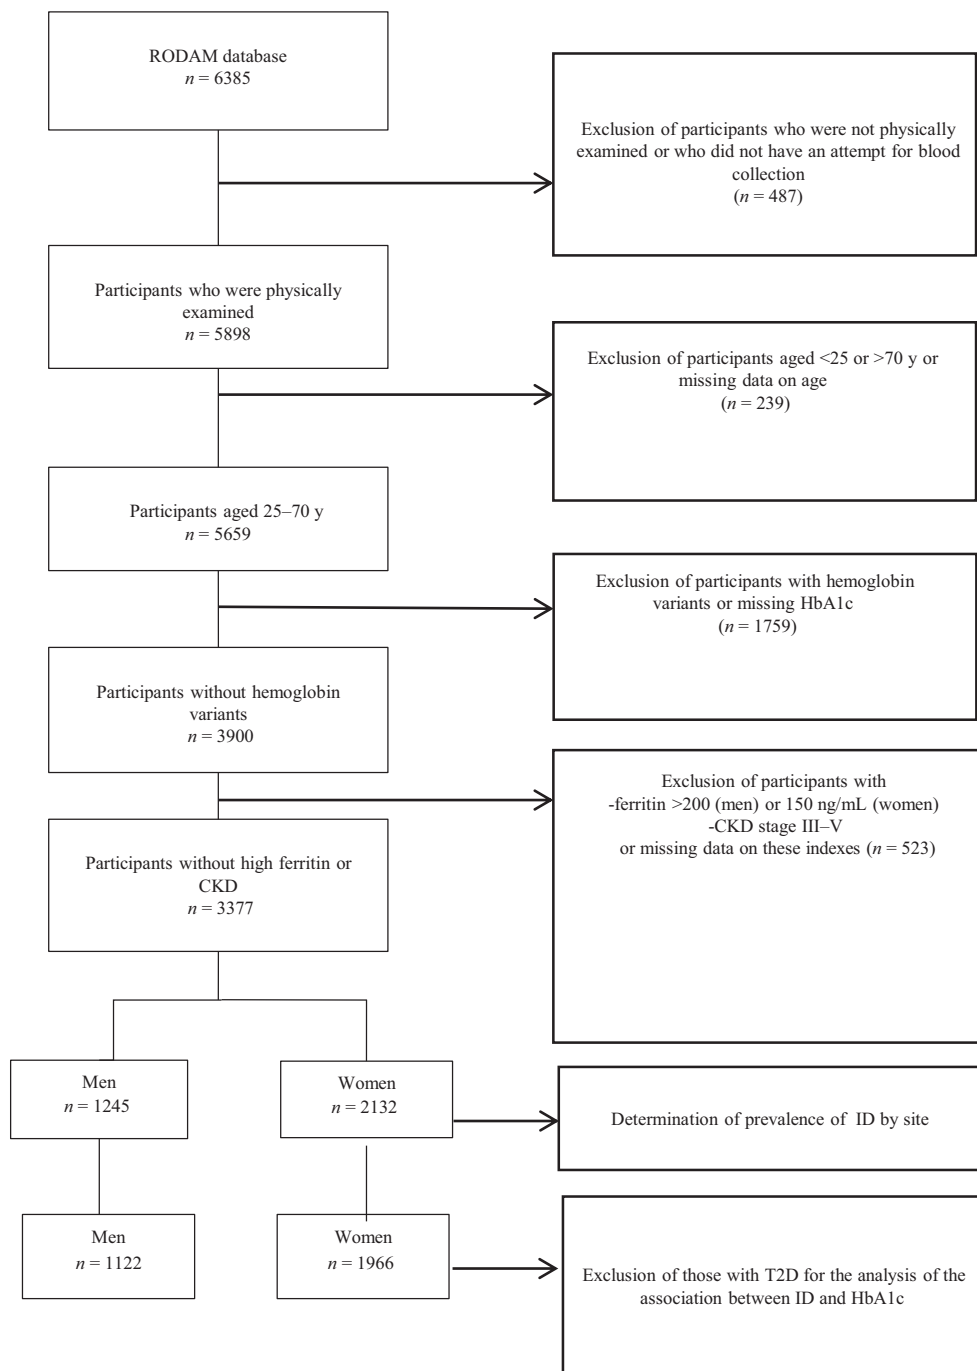 RODAM database
n = 6385
Exclusion of participants who were not physically
examined or who did not have an attempt for blood
collection
(n = 487)
Participants who were physically
examined
n = 5898
Exclusion of participants aged <25 or >70 y or
missing data on age
(n = 239)
Participants aged 25–70 y
n = 5659
Exclusion of participants with hemoglobin
variants or missing HbA1c
(n = 1759)
Participants without hemoglobin
variants
n = 3900
Exclusion of participants with
-ferritin >200 (men) or 150 ng/mL (women)
-CKD stage III–V
or missing data on these indexes (n = 523)
Participants without high ferritin or
CKD
n = 3377
Men
n = 1245
Women
n = 2132
Determination of prevalence of ID by site
Men
n = 1122
Women
n = 1966
Exclusion of those with T2D for the analysis of the
association between ID and HbA1c